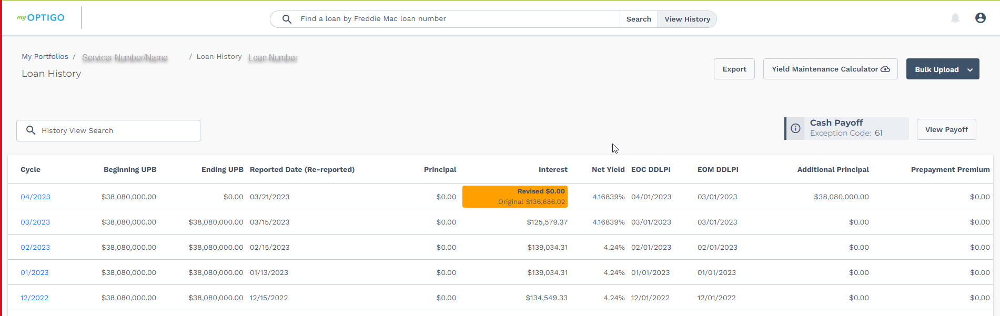 myOPTIGO
Find a loan by Freddie Mac loan number Search View History
My Portfolios / Servicer Number/Name / Loan History Loan Number
Loan History
Export Yield Maintenance Calculator Bulk Upload
History View Search
Cash Payoff
Exception Code: 61
View Payoff
Cycle Beginning UPB Ending UPB Reported Date (Re-reported) Principal Interest Net Yield EOC DDLPI EOM DDLPI Additional Principal Prepayment Premium
04/2023 $38,080,000.00 $0.00 03/21/2023 $0.00 Revised $0.00 Original $136,686.02 4.16839% 04/01/2023 03/01/2023 $38,080,000.00 $0.00
03/2023 $38,080,000.00 $38,080,000.00 03/15/2023 $0.00 $125,579.37 4.16839% 03/01/2023 03/01/2023 $0.00 $0.00
02/2023 $38,080,000.00 $38,080,000.00 02/15/2023 $0.00 $139,034.31 4.24% 02/01/2023 02/01/2023 $0.00 $0.00
01/2023 $38,080,000.00 $38,080,000.00 01/13/2023 $0.00 $139,034.31 4.24% 01/01/2023 01/01/2023 $0.00 $0.00
12/2022 $38,080,000.00 $38,080,000.00 12/15/2022 $0.00 $134,549.33 4.24% 12/01/2022 12/01/2022 $0.00 $0.00